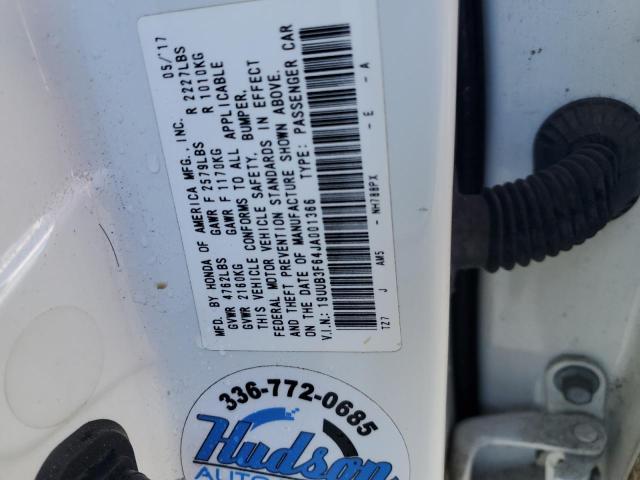 MFD. BY HONDA OF AMERICA MFG., INC. 05/'17
GVWR 4762LBS GAWR F 2579LBS R 2227LBS
GVWR 2160KG GAWR F 1170KG R 1010KG
THIS VEHICLE CONFORMS TO ALL APPLICABLE
FEDERAL MOTOR VEHICLE SAFETY, BUMPER,
AND THEFT PREVENTION STANDARDS IN EFFECT
ON THE DATE OF MANUFACTURE SHOWN ABOVE.
V.I.N.: 19UUB3F64JA001366 TYPE: PASSENGER CAR
TZ7 J AM5 - NH788PX - E - A
336-772-0685
Hudson
AUTO